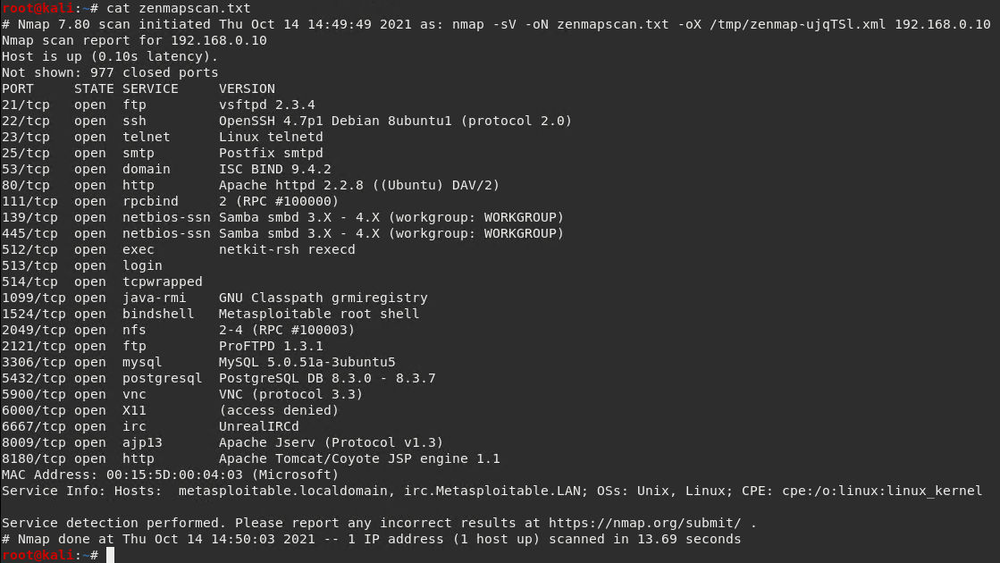 root@kali:~# cat zenmapscan.txt
# Nmap 7.80 scan initiated Thu Oct 14 14:49:49 2021 as: nmap -sV -oN zenmapscan.txt -oX /tmp/zenmap-ujqTSl.xml 192.168.0.10
Nmap scan report for 192.168.0.10
Host is up (0.10s latency).
Not shown: 977 closed ports
PORT     STATE SERVICE     VERSION
21/tcp   open  ftp         vsftpd 2.3.4
22/tcp   open  ssh         OpenSSH 4.7p1 Debian 8ubuntu1 (protocol 2.0)
23/tcp   open  telnet      Linux telnetd
25/tcp   open  smtp        Postfix smtpd
53/tcp   open  domain      ISC BIND 9.4.2
80/tcp   open  http        Apache httpd 2.2.8 ((Ubuntu) DAV/2)
111/tcp  open  rpcbind     2 (RPC #100000)
139/tcp  open  netbios-ssn Samba smbd 3.X - 4.X (workgroup: WORKGROUP)
445/tcp  open  netbios-ssn Samba smbd 3.X - 4.X (workgroup: WORKGROUP)
512/tcp  open  exec        netkit-rsh rexecd
513/tcp  open  login
514/tcp  open  tcpwrapped
1099/tcp open  java-rmi    GNU Classpath grmiregistry
1524/tcp open  bindshell   Metasploitable root shell
2049/tcp open  nfs         2-4 (RPC #100003)
2121/tcp open  ftp         ProFTPD 1.3.1
3306/tcp open  mysql       MySQL 5.0.51a-3ubuntu5
5432/tcp open  postgresql  PostgreSQL DB 8.3.0 - 8.3.7
5900/tcp open  vnc         VNC (protocol 3.3)
6000/tcp open  X11         (access denied)
6667/tcp open  irc         UnrealIRCd
8009/tcp open  ajp13       Apache Jserv (Protocol v1.3)
8180/tcp open  http        Apache Tomcat/Coyote JSP engine 1.1
MAC Address: 00:15:5D:00:04:03 (Microsoft)
Service Info: Hosts:  metasploitable.localdomain, irc.Metasploitable.LAN; OSs: Unix, Linux; CPE: cpe:/o:linux:linux_kernel
Service detection performed. Please report any incorrect results at https://nmap.org/submit/ .
# Nmap done at Thu Oct 14 14:50:03 2021 -- 1 IP address (1 host up) scanned in 13.69 seconds
root@kali:~#